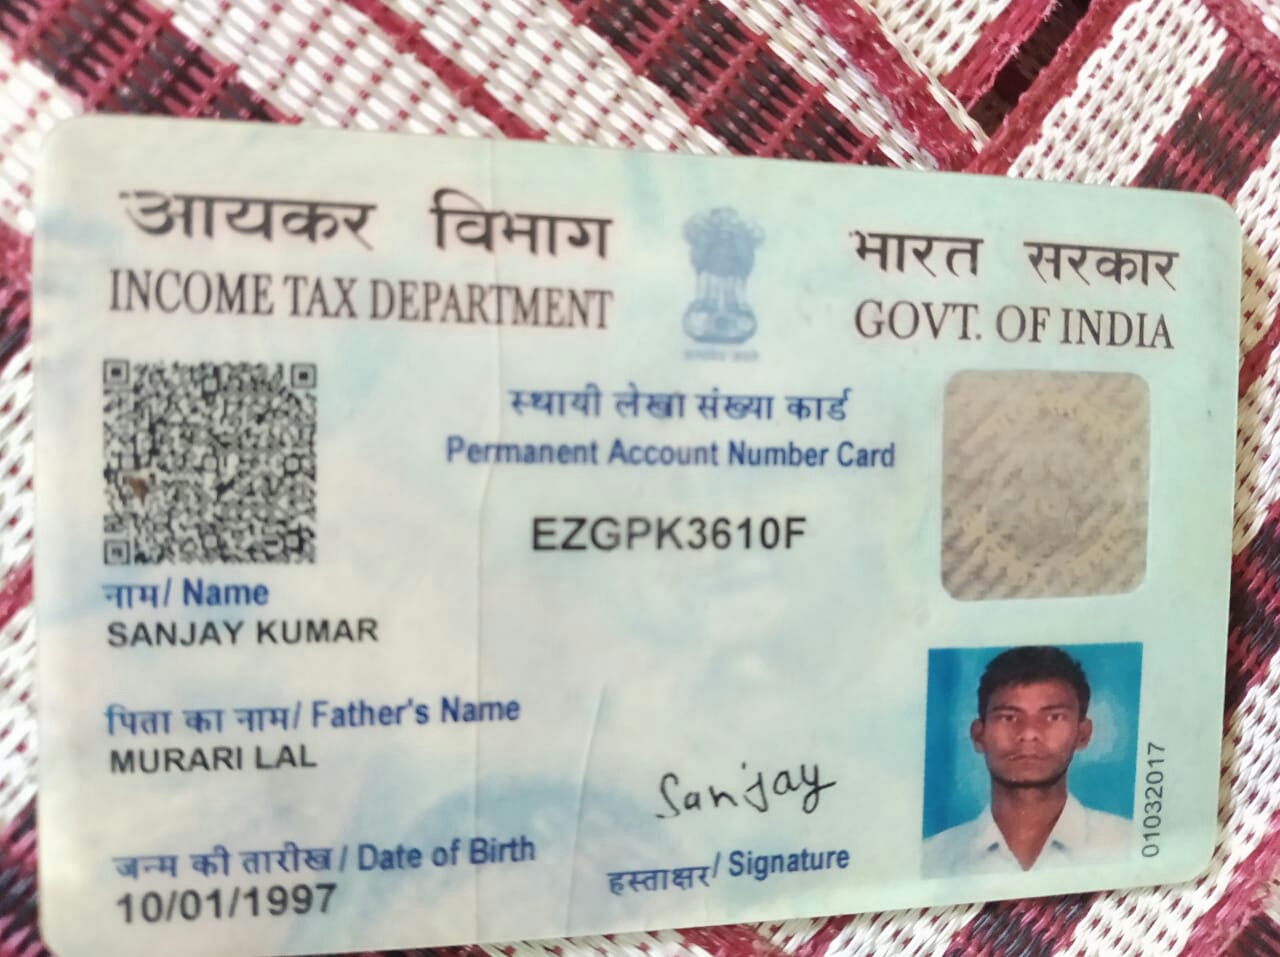 आयकर विभाग
INCOME TAX DEPARTMENT
भारत सरकार
GOVT. OF INDIA
स्थायी लेखा संख्या कार्ड
Permanent Account Number Card
EZGPK3610F
नाम/ Name
SANJAY KUMAR
पिता का नाम/ Father's Name
MURARI LAL
जन्म की तारीख/ Date of Birth
10/01/1997
Sanjay
हस्ताक्षर/ Signature
01032017